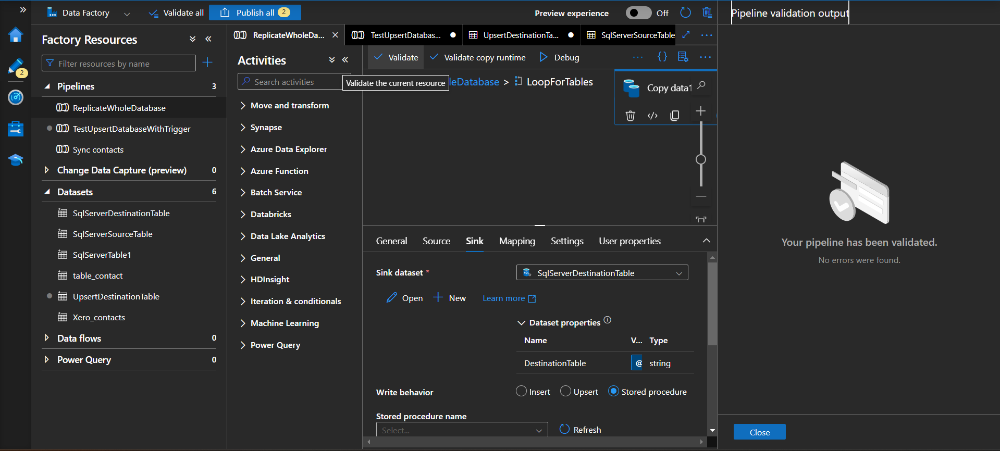 Data Factory
Validate all
Publish all 2
Preview experience
Off
Pipeline validation output
2
Factory Resources
Filter resources by name
Pipelines 3
ReplicateWholeDatabase
TestUpsertDatabaseWithTrigger
Sync contacts
Change Data Capture (preview) 0
Datasets 6
SqlServerDestinationTable
SqlServerSourceTable
SqlServerTable1
table_contact
UpsertDestinationTable
Xero_contacts
Data flows 0
Power Query 0
ReplicateWholeDa...
TestUpsertDatabas...
UpsertDestinationTa...
SqlServerSourceTable
Activities
Search activities
Move and transform
Synapse
Azure Data Explorer
Azure Function
Batch Service
Databricks
Data Lake Analytics
General
HDInsight
Iteration & conditionals
Machine Learning
Power Query
Validate
Validate copy runtime
Debug
Validate the current resource
leDatabase > LoopForTables
Copy data1
General Source Sink Mapping Settings User properties
Sink dataset *
SqlServerDestinationTable
Open
New
Learn more
Dataset properties
Name V... Type
DestinationTable @ string
Write behavior
Insert Upsert Stored procedure
Stored procedure name
Select...
Refresh
Your pipeline has been validated.
No errors were found.
Close